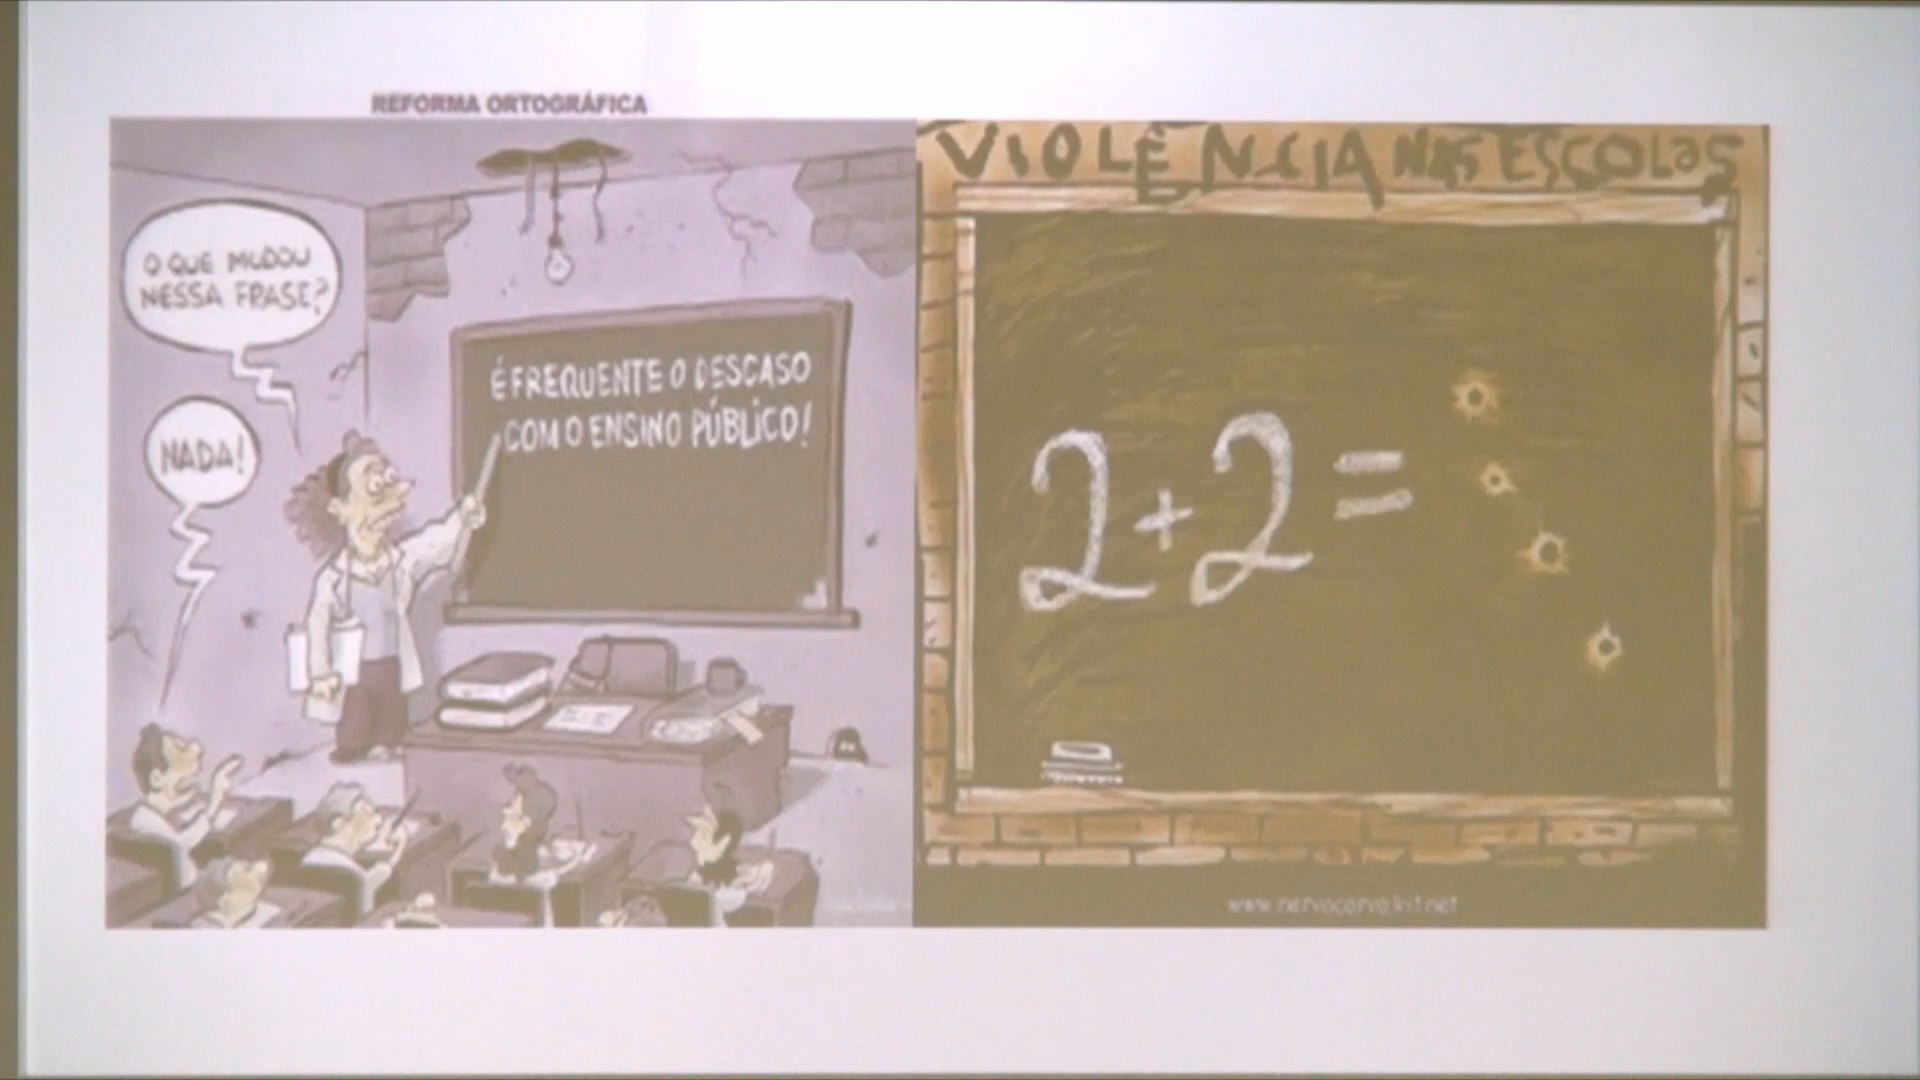 REFORMA ORTOGRÁFICA
O QUE MUDOU
NESSA FRASE?
NADA!
É FREQUENTE O DESCASO
COM O ENSINO PÚBLICO!
VIOLÊNCIA NAS ESCOLAS
2+2=